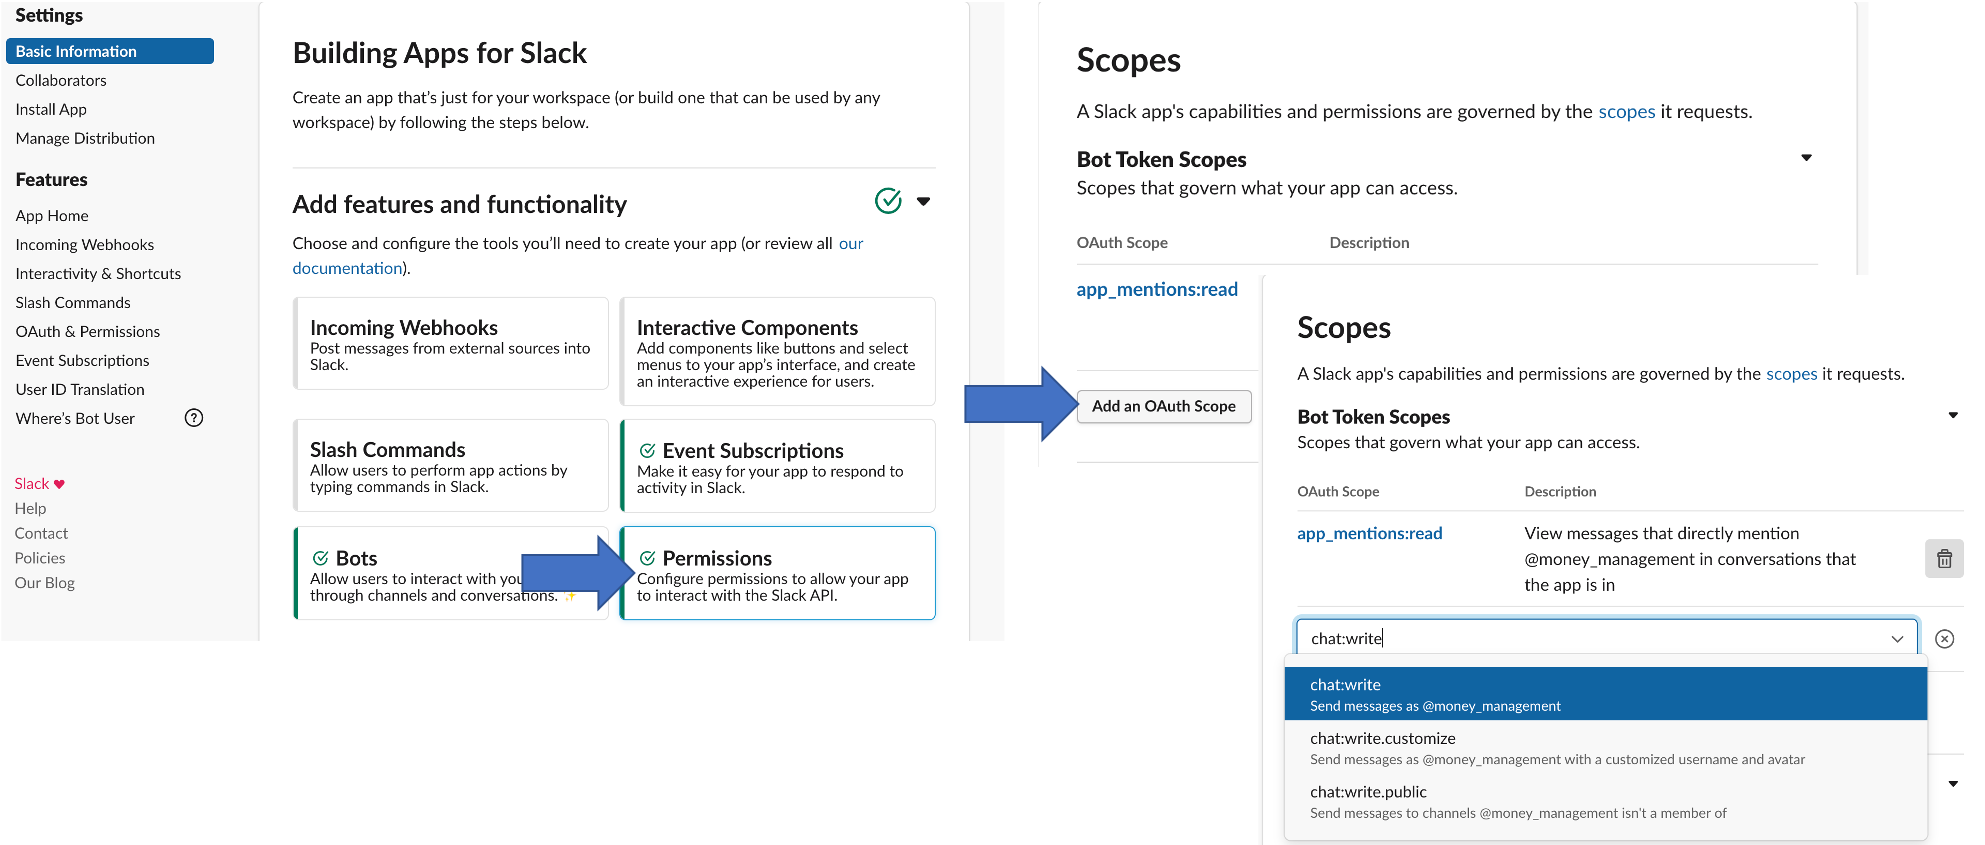 Settings
Basic Information
Collaborators
Install App
Manage Distribution
Features
App Home
Incoming Webhooks
Interactivity & Shortcuts
Slash Commands
OAuth & Permissions
Event Subscriptions
User ID Translation
Where's Bot User
Slack ♥
Help
Contact
Policies
Our Blog
Building Apps for Slack
Create an app that's just for your workspace (or build one that can be used by any
workspace) by following the steps below.
Add features and functionality
Choose and configure the tools you'll need to create your app (or review all our
documentation).
Incoming Webhooks
Post messages from external sources into
Slack.
Interactive Components
Add components like buttons and select
menus to your app's interface, and create
an interactive experience for users.
Slash Commands
Allow users to perform app actions by
typing commands in Slack.
Event Subscriptions
Make it easy for your app to respond to
activity in Slack.
Bots
Allow users to interact with
through channels and conversations. ✨
Permissions
Configure permissions to allow your app
to interact with the Slack API.
Scopes
A Slack app's capabilities and permissions are governed by the scopes it requests.
Bot Token Scopes
Scopes that govern what your app can access.
OAuth Scope Description
app_mentions:read
Add an OAuth Scope
Scopes
A Slack app's capabilities and permissions are governed by the scopes it requests.
Bot Token Scopes
Scopes that govern what your app can access.
OAuth Scope Description
app_mentions:read View messages that directly mention
@money_management in conversations that
the app is in
chat:write
chat:write
Send messages as @money_management
chat:write.customize
Send messages as @money_management with a customized username and avatar
chat:write.public
Send messages to channels @money_management isn't a member of